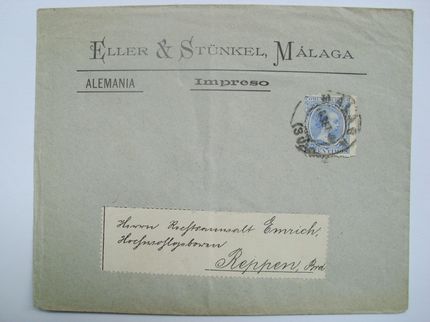 ELLER & STÜNKEL, MÁLAGA
ALEMANIA
Impreso
Herrn Rechtsanwalt Emrich,
Hochwohlgeboren
Reppen,